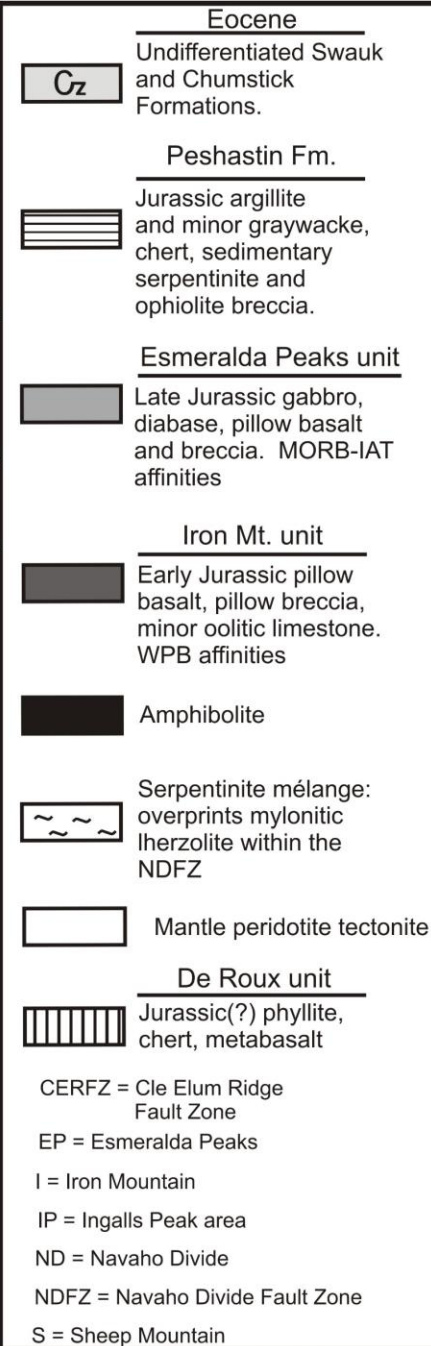 Eocene
Undifferentiated Swauk
and Chumstick
Formations.
Cz
Peshastin Fm.
Jurassic argillite
and minor graywacke,
chert, sedimentary
serpentinite and
ophiolite breccia.
Esmeralda Peaks unit
Late Jurassic gabbro,
diabase, pillow basalt
and breccia. MORB-IAT
affinities
Iron Mt. unit
Early Jurassic pillow
basalt, pillow breccia,
minor oolitic limestone.
WPB affinities
Amphibolite
Serpentinite mélange:
overprints mylonitic
lherzolite within the
NDFZ
Mantle peridotite tectonite
De Roux unit
Jurassic(?) phyllite,
chert, metabasalt
CERFZ = Cle Elum Ridge
Fault Zone
EP = Esmeralda Peaks
I = Iron Mountain
IP = Ingalls Peak area
ND = Navaho Divide
NDFZ = Navaho Divide Fault Zone
S = Sheep Mountain